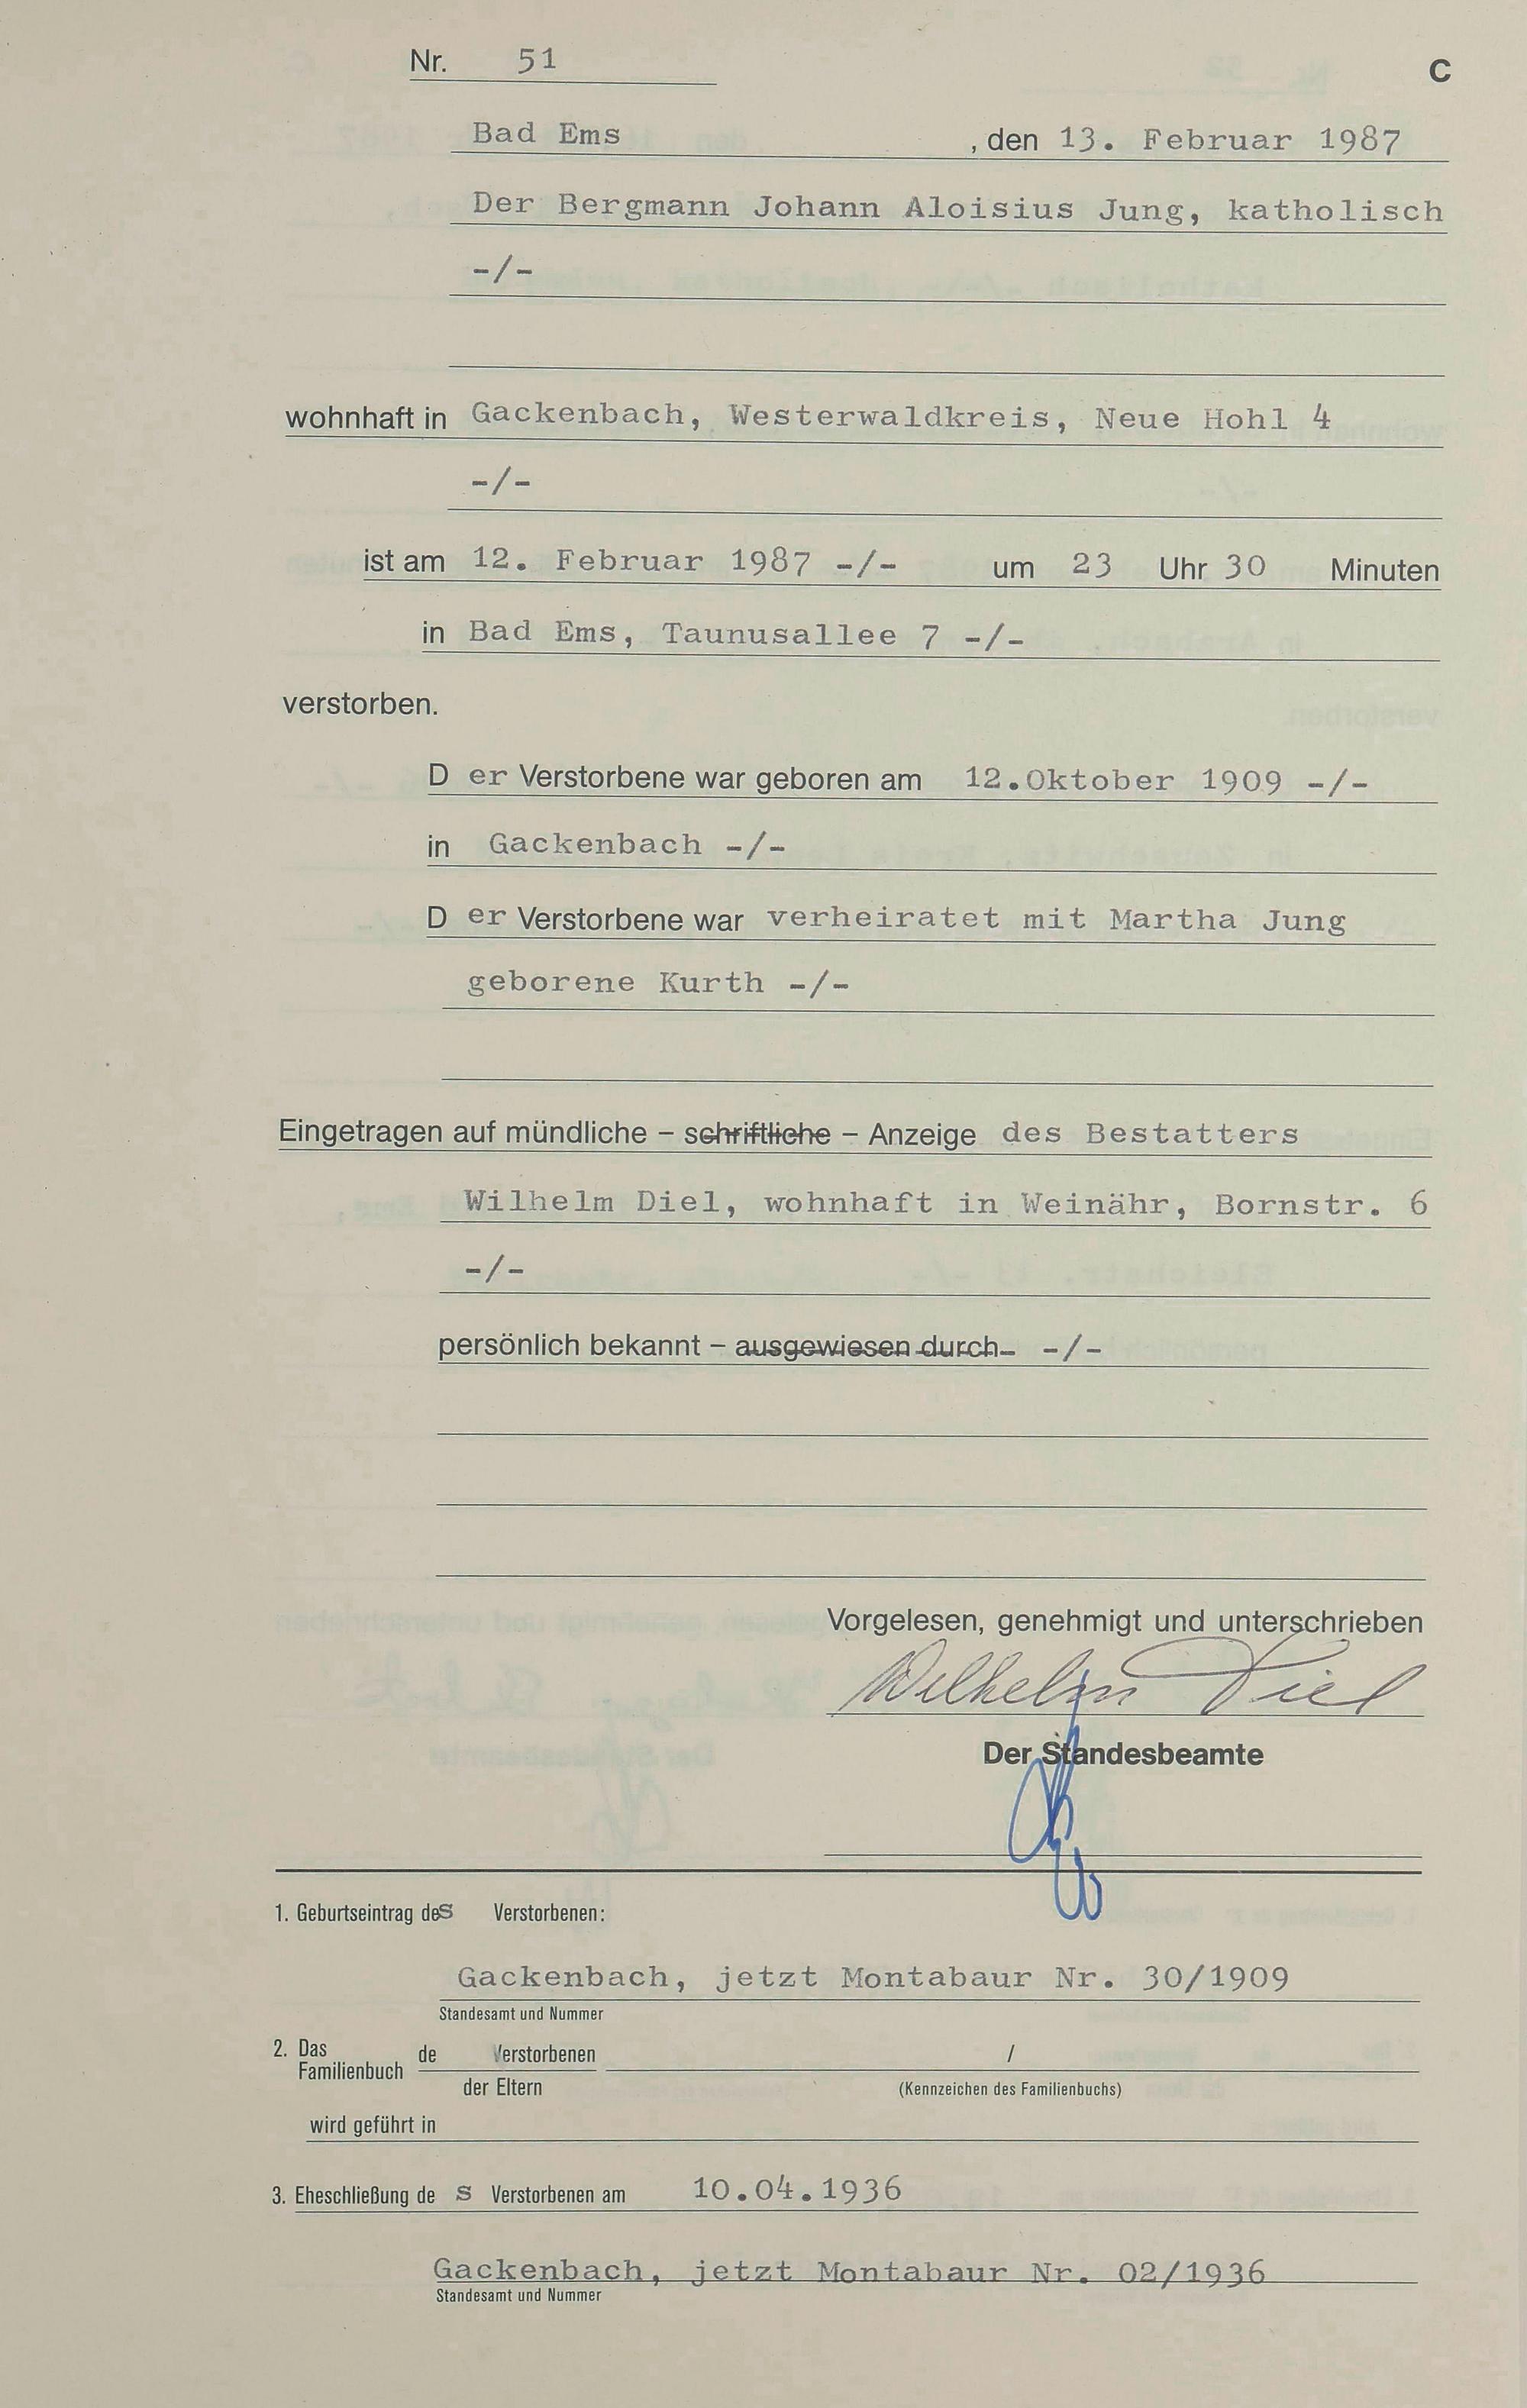 Nr. 51
C
Bad Ems , den 13. Februar 1987
Der Bergmann Johann Aloisius Jung, katholisch
-/-
wohnhaft in Gackenbach, Westerwaldkreis, Neue Hohl 4
-/-
ist am 12. Februar 1987 -/- um 23 Uhr 30 Minuten
in Bad Ems, Taunusallee 7 -/-
verstorben.
D er Verstorbene war geboren am 12.Oktober 1909 -/-
in Gackenbach -/-
D er Verstorbene war verheiratet mit Martha Jung
geborene Kurth -/-
Eingetragen auf mündliche – schriftliche – Anzeige des Bestatters
Wilhelm Diel, wohnhaft in Weinähr, Bornstr. 6
-/-
persönlich bekannt – ausgewiesen durch -/-
Vorgelesen, genehmigt und unterschrieben
Wilhelm Diel
Der Standesbeamte
1. Geburtseintrag des Verstorbenen:
Gackenbach, jetzt Montabaur Nr. 30/1909
Standesamt und Nummer
2. Das Familienbuch de Verstorbenen /
der Eltern (Kennzeichen des Familienbuchs)
wird geführt in
3. Eheschließung de s Verstorbenen am 10.04.1936
Gackenbach, jetzt Montabaur Nr. 02/1936
Standesamt und Nummer